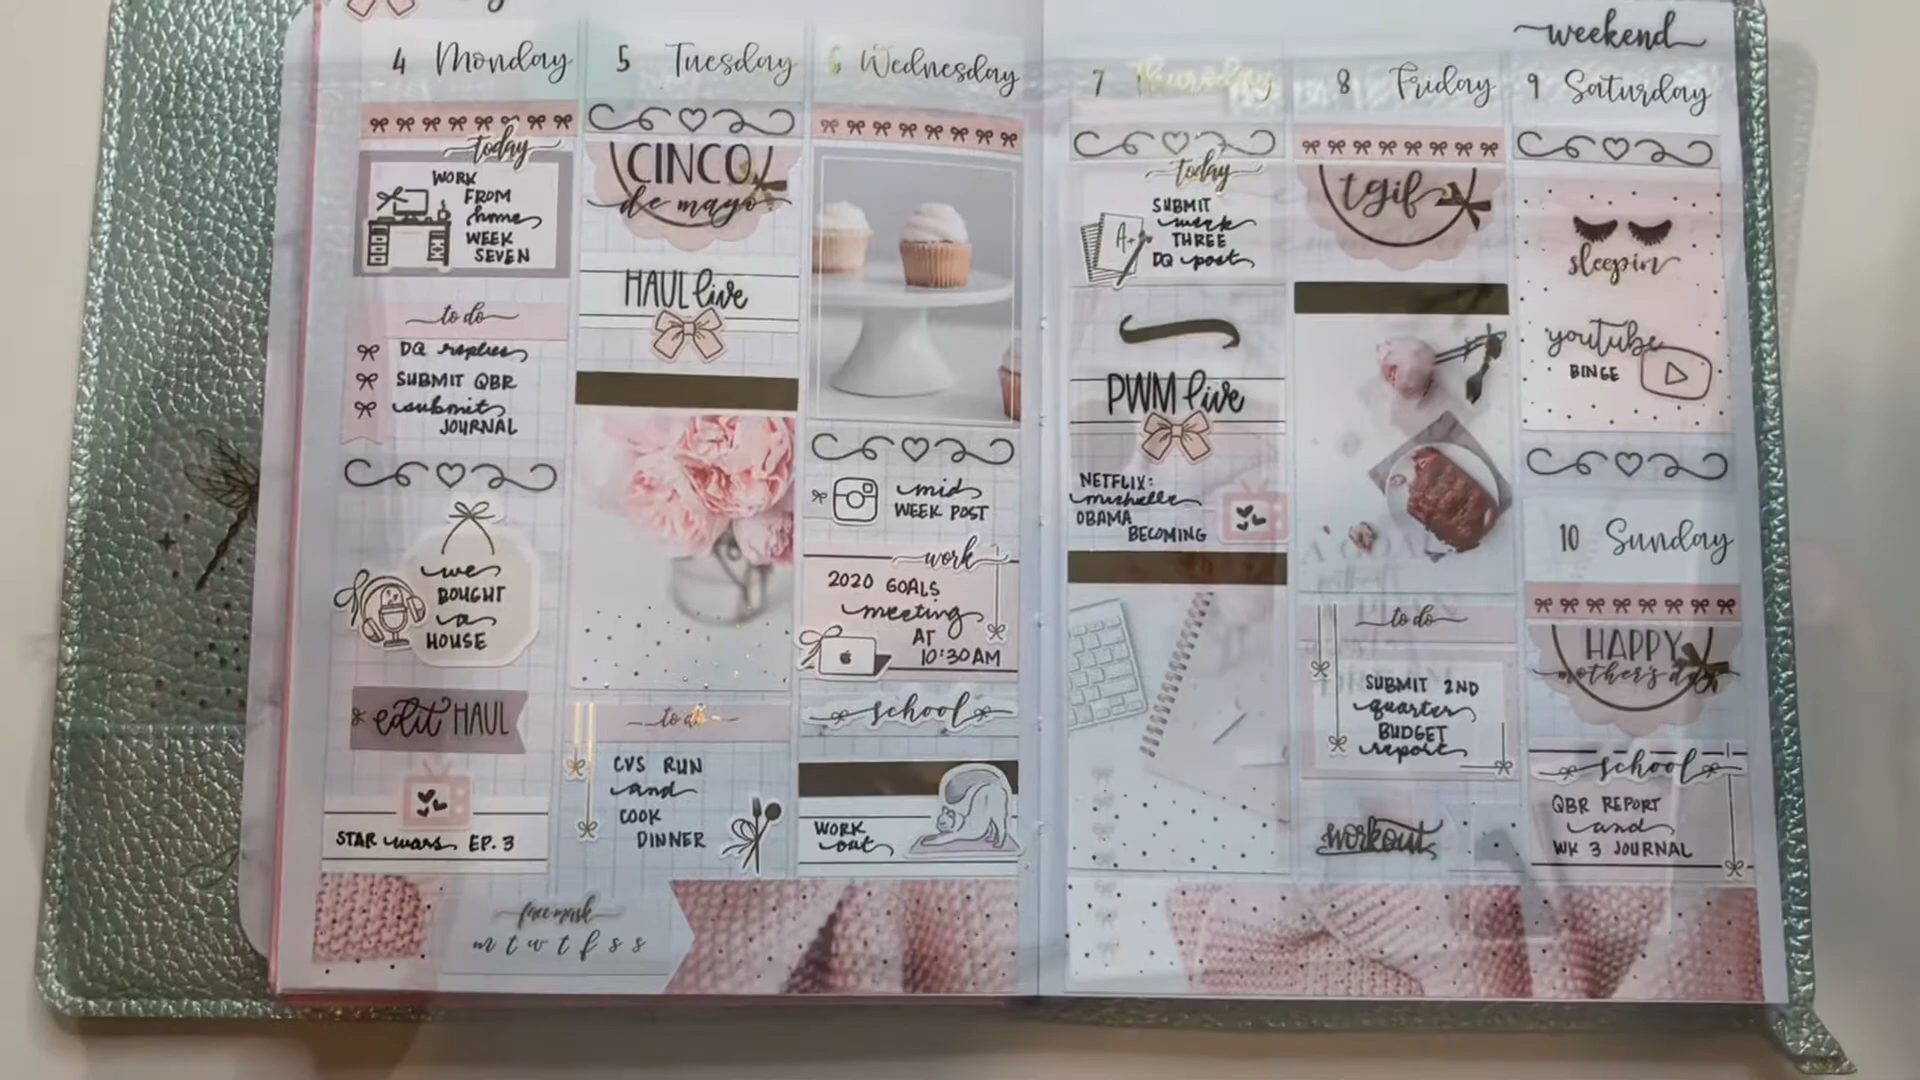 weekend
4 Monday
today
WORK
FROM
home
WEEK
SEVEN
to do
DQ replies
SUBMIT QBR
submit
JOURNAL
we
BOUGHT
a
HOUSE
edit HAUL
STAR wars EP. 3
5 Tuesday
CINCO
de mayo
HAUL live
to do
CVS RUN
and
COOK
DINNER
6 Wednesday
mid
WEEK POST
work
2020 GOALS
meeting
AT
10:30AM
school
WORK
out
face mask
m t w t f s s
7 Thursday
today
SUBMIT
week
THREE
DQ post
A+
PWM live
NETFLIX:
michelle
OBAMA
BECOMING
8 Friday
tgif
to do
SUBMIT 2ND
quarter
BUDGET
report
workout
9 Saturday
sleep in
youtube
BINGE
10 Sunday
HAPPY
mother's day
school
QBR REPORT
and
WK 3 JOURNAL